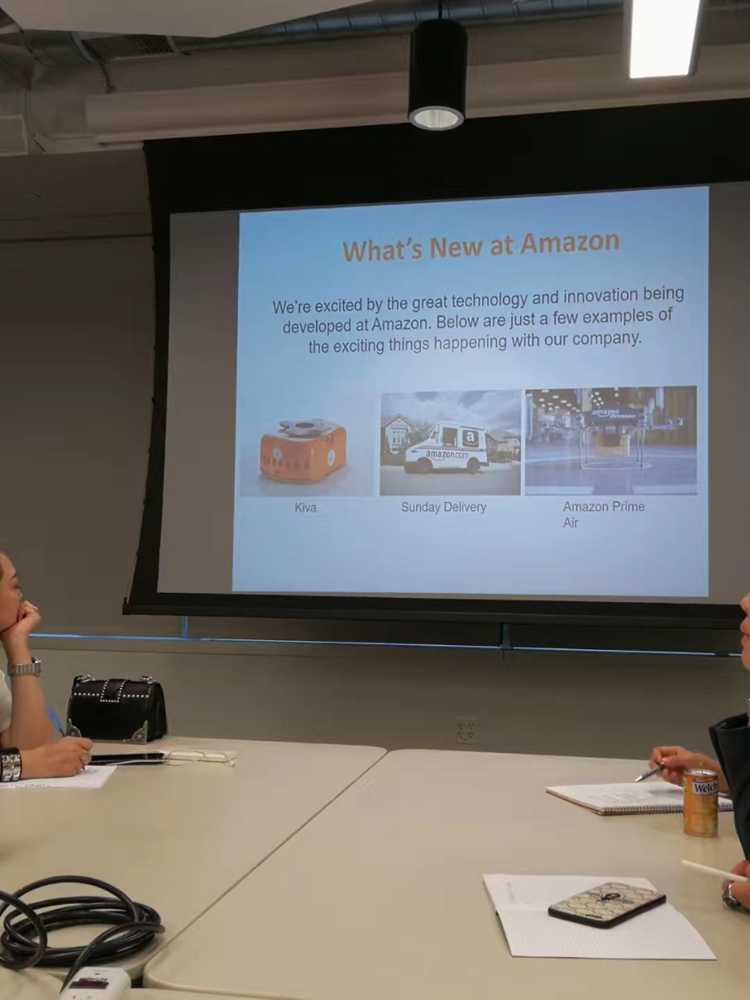 What's New at Amazon
We're excited by the great technology and innovation being
developed at Amazon. Below are just a few examples of
the exciting things happening with our company.
amazon
a
amazon.com
Kiva
Sunday Delivery
Amazon Prime
Air
Welch